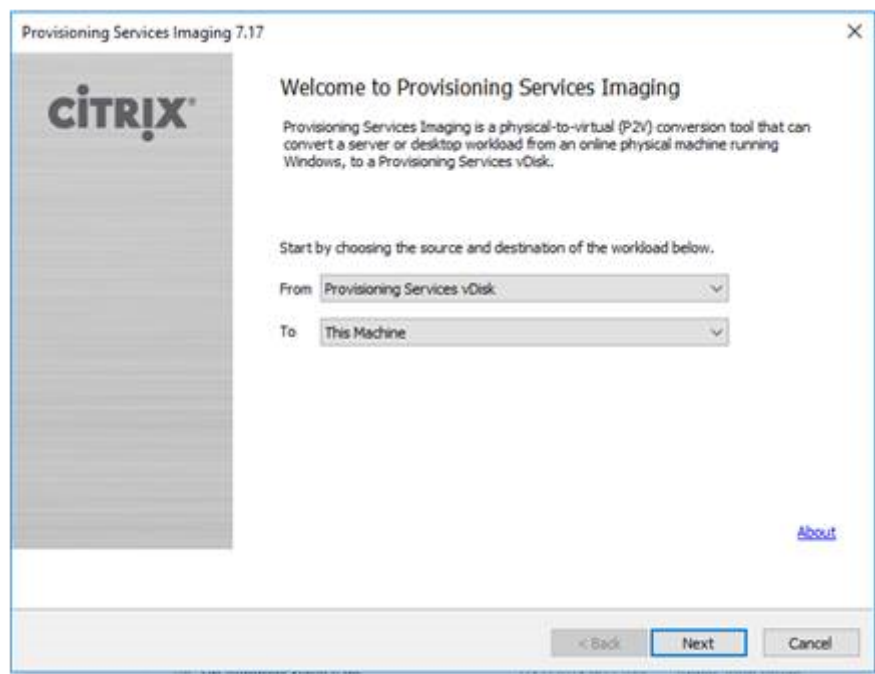 Provisioning Services Imaging 7.17
CİTRIX
Welcome to Provisioning Services Imaging
Provisioning Services Imaging is a physical-to-virtual (P2V) conversion tool that can
convert a server or desktop workload from an online physical machine running
Windows, to a Provisioning Services vDisk.
Start by choosing the source and destination of the workload below.
From Provisioning Services vDisk
To This Machine
About
< Back Next Cancel